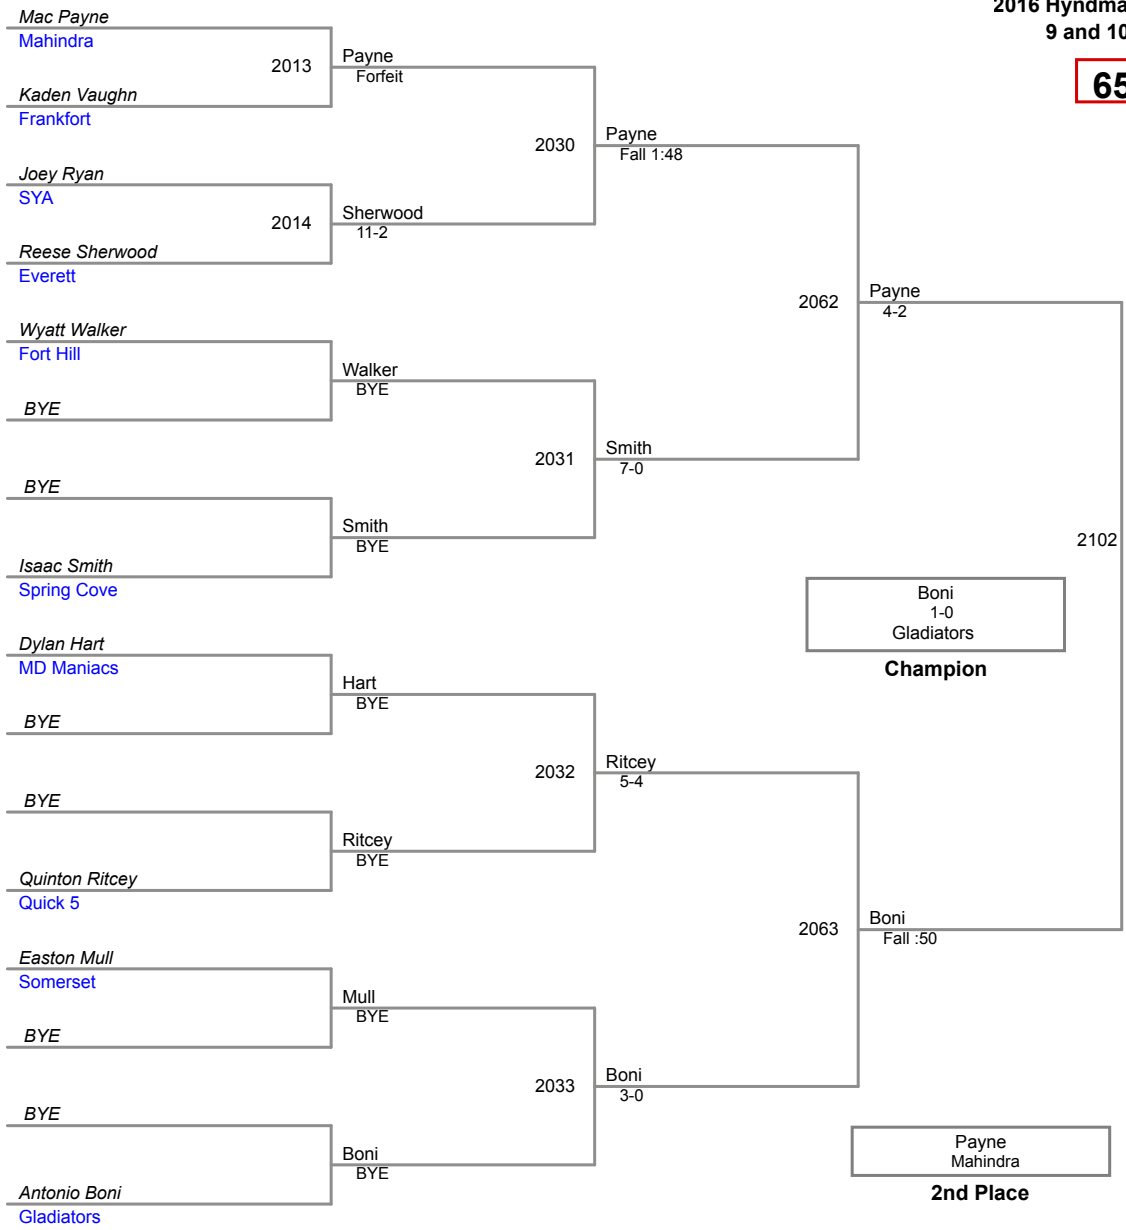 2016 Hyndma
9 and 10
65
Mac Payne
Mahindra
2013
Payne
Forfeit
Kaden Vaughn
Frankfort
2030
Payne
Fall 1:48
Joey Ryan
SYA
2014
Sherwood
11-2
Reese Sherwood
Everett
2062
Payne
4-2
Wyatt Walker
Fort Hill
Walker
BYE
BYE
2031
Smith
7-0
BYE
Smith
BYE
Isaac Smith
Spring Cove
2102
Boni
1-0
Gladiators
Champion
Dylan Hart
MD Maniacs
Hart
BYE
BYE
2032
Ritcey
5-4
BYE
Ritcey
BYE
Quinton Ritcey
Quick 5
2063
Boni
Fall :50
Easton Mull
Somerset
Mull
BYE
BYE
2033
Boni
3-0
BYE
Boni
BYE
Antonio Boni
Gladiators
Payne
Mahindra
2nd Place